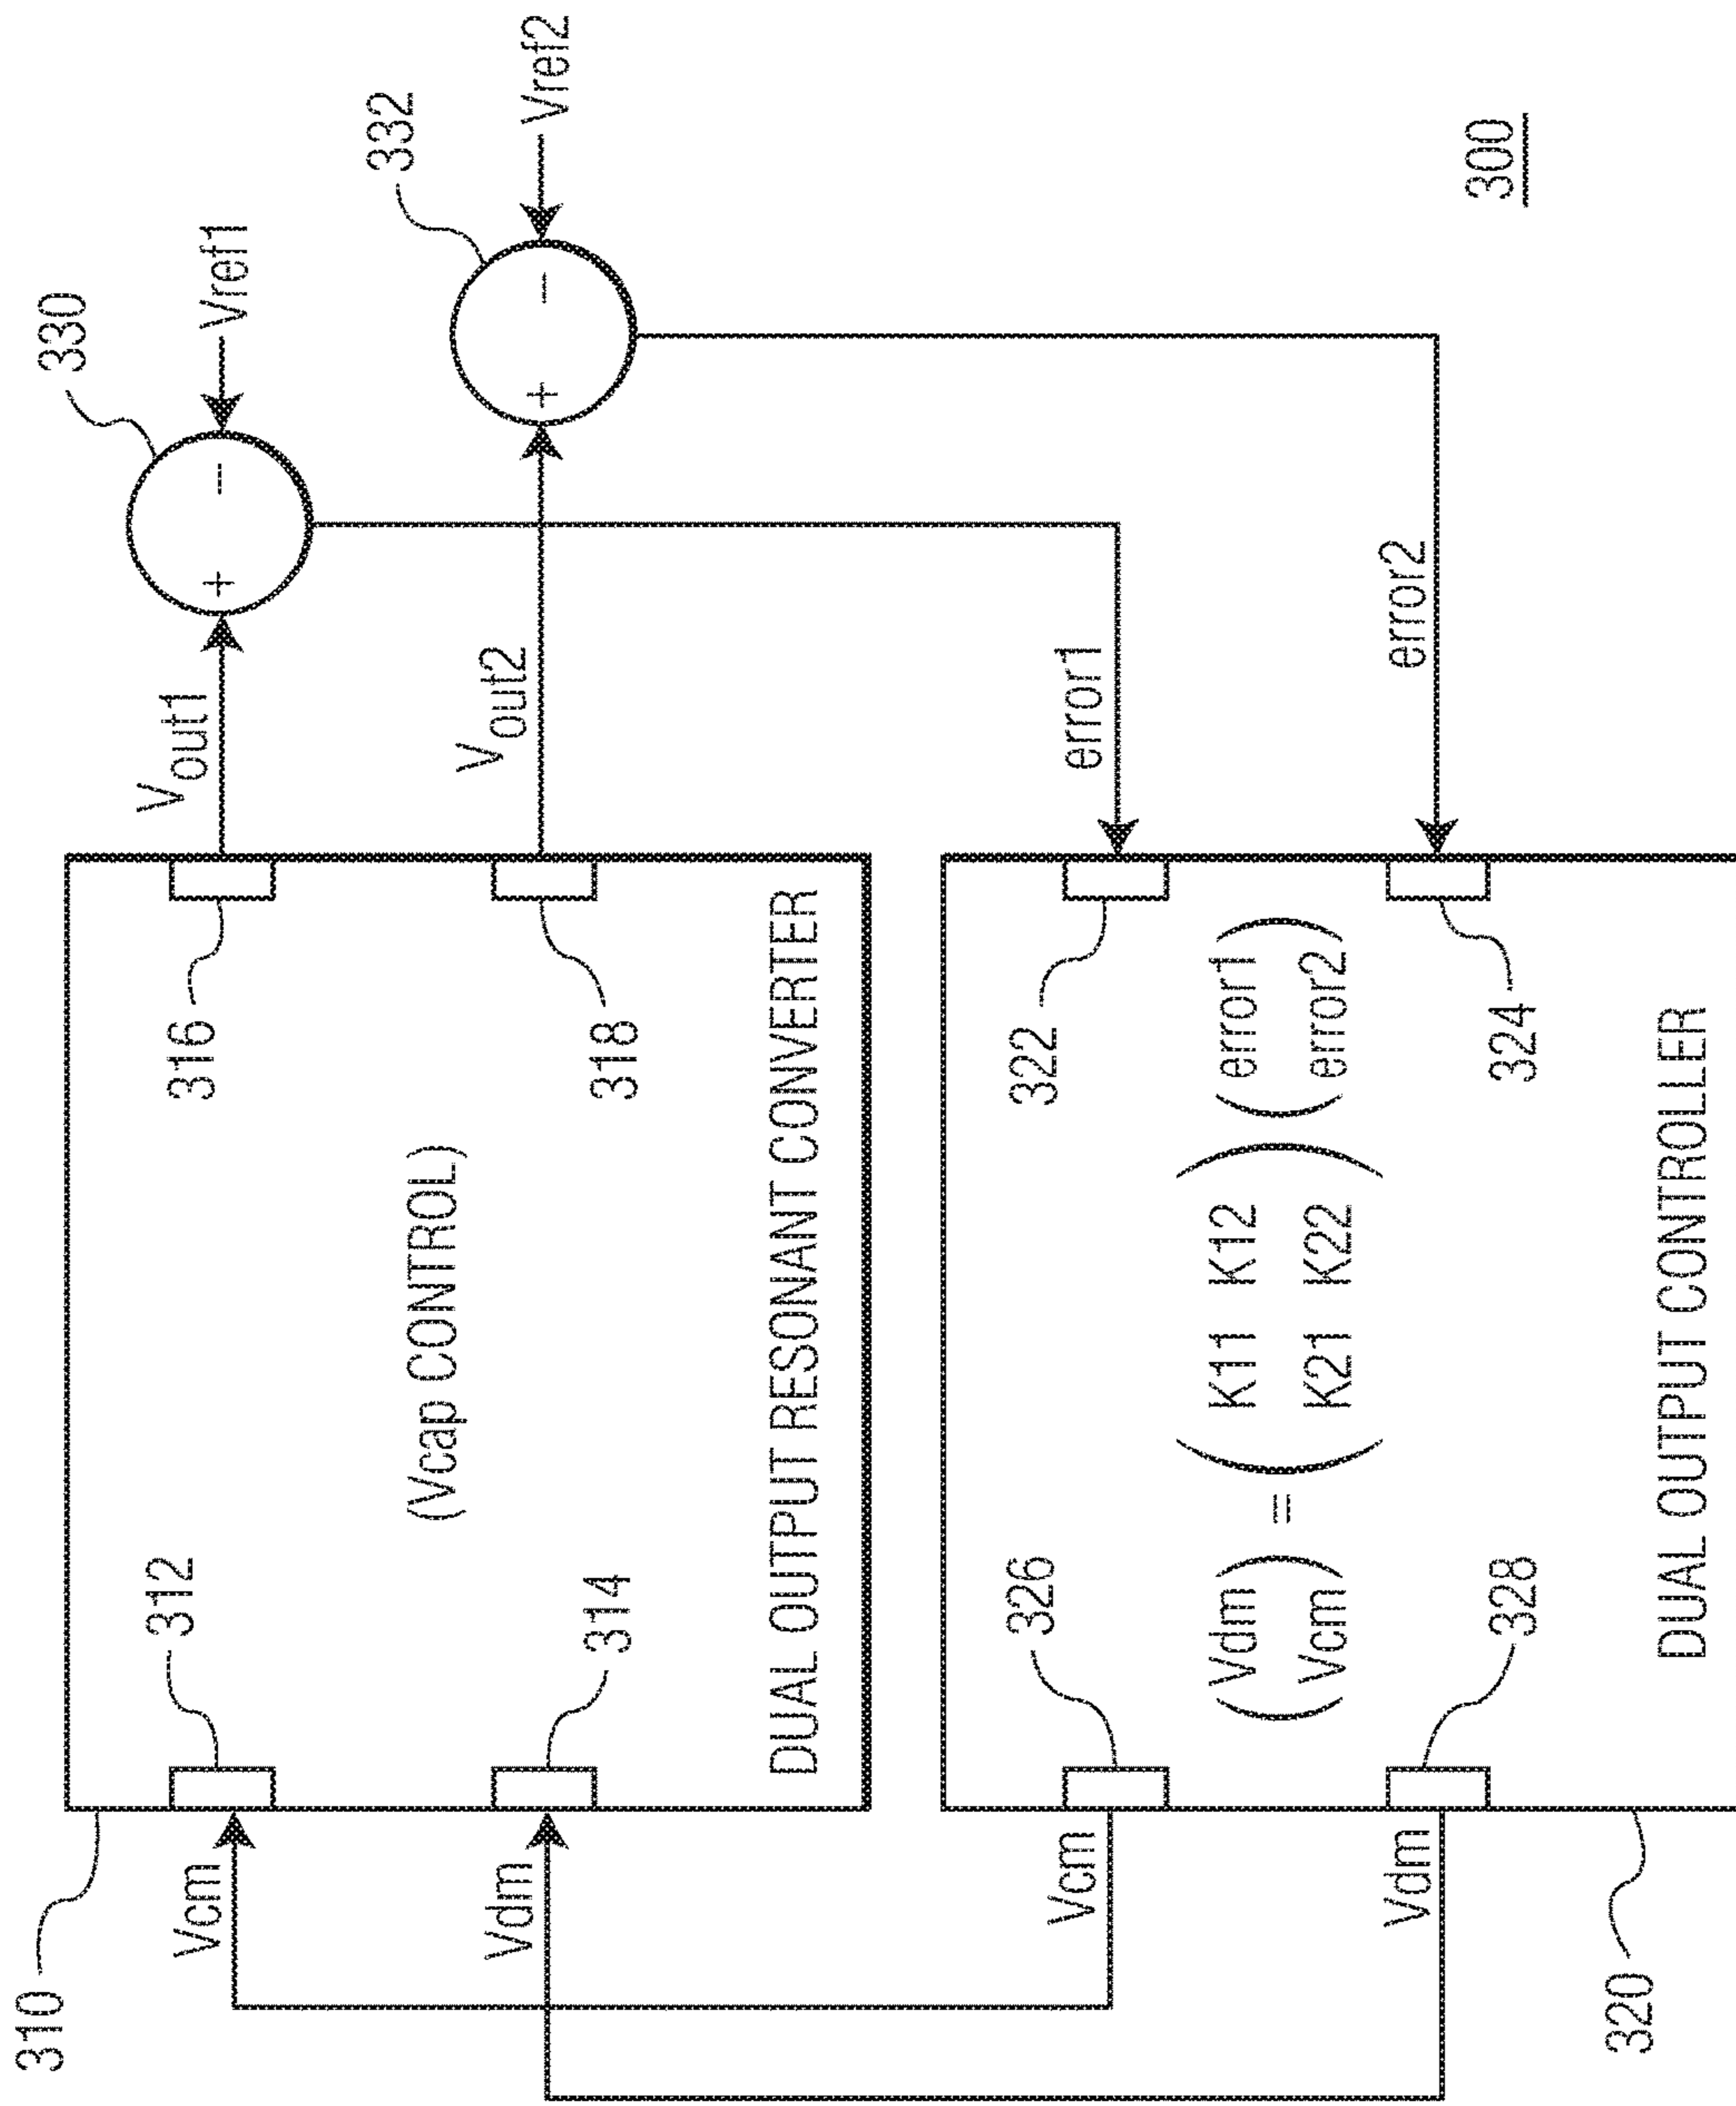 310
Vcm
312
Vdm
314
(Vcap CONTROL)
DUAL OUTPUT RESONANT CONVERTER
316
318
Vout1
Vout2
330
+ −
Vref1
332
+ −
Vref2
320
Vcm
326
Vdm
328
(Vdm Vcm) = (K11 K12 K21 K22) (error1 error2)
DUAL OUTPUT CONTROLLER
322
324
error1
error2
300